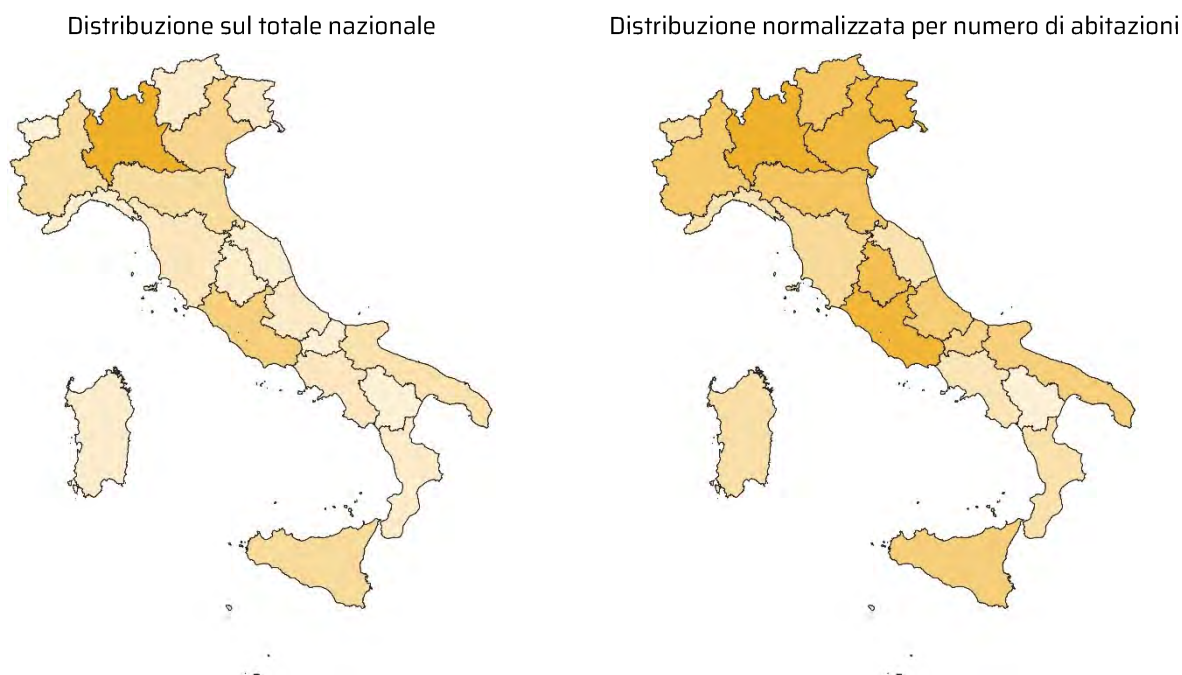 Distribuzione sul totale nazionale
Distribuzione normalizzata per numero di abitazioni